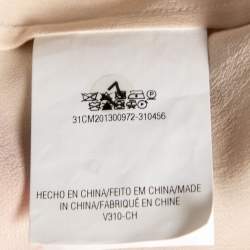 31CM201300972-310456
HECHO EN CHINA/FEITO EM CHINA/MADE
IN CHINA/FABRIQUÉ EN CHINE
V310-CH